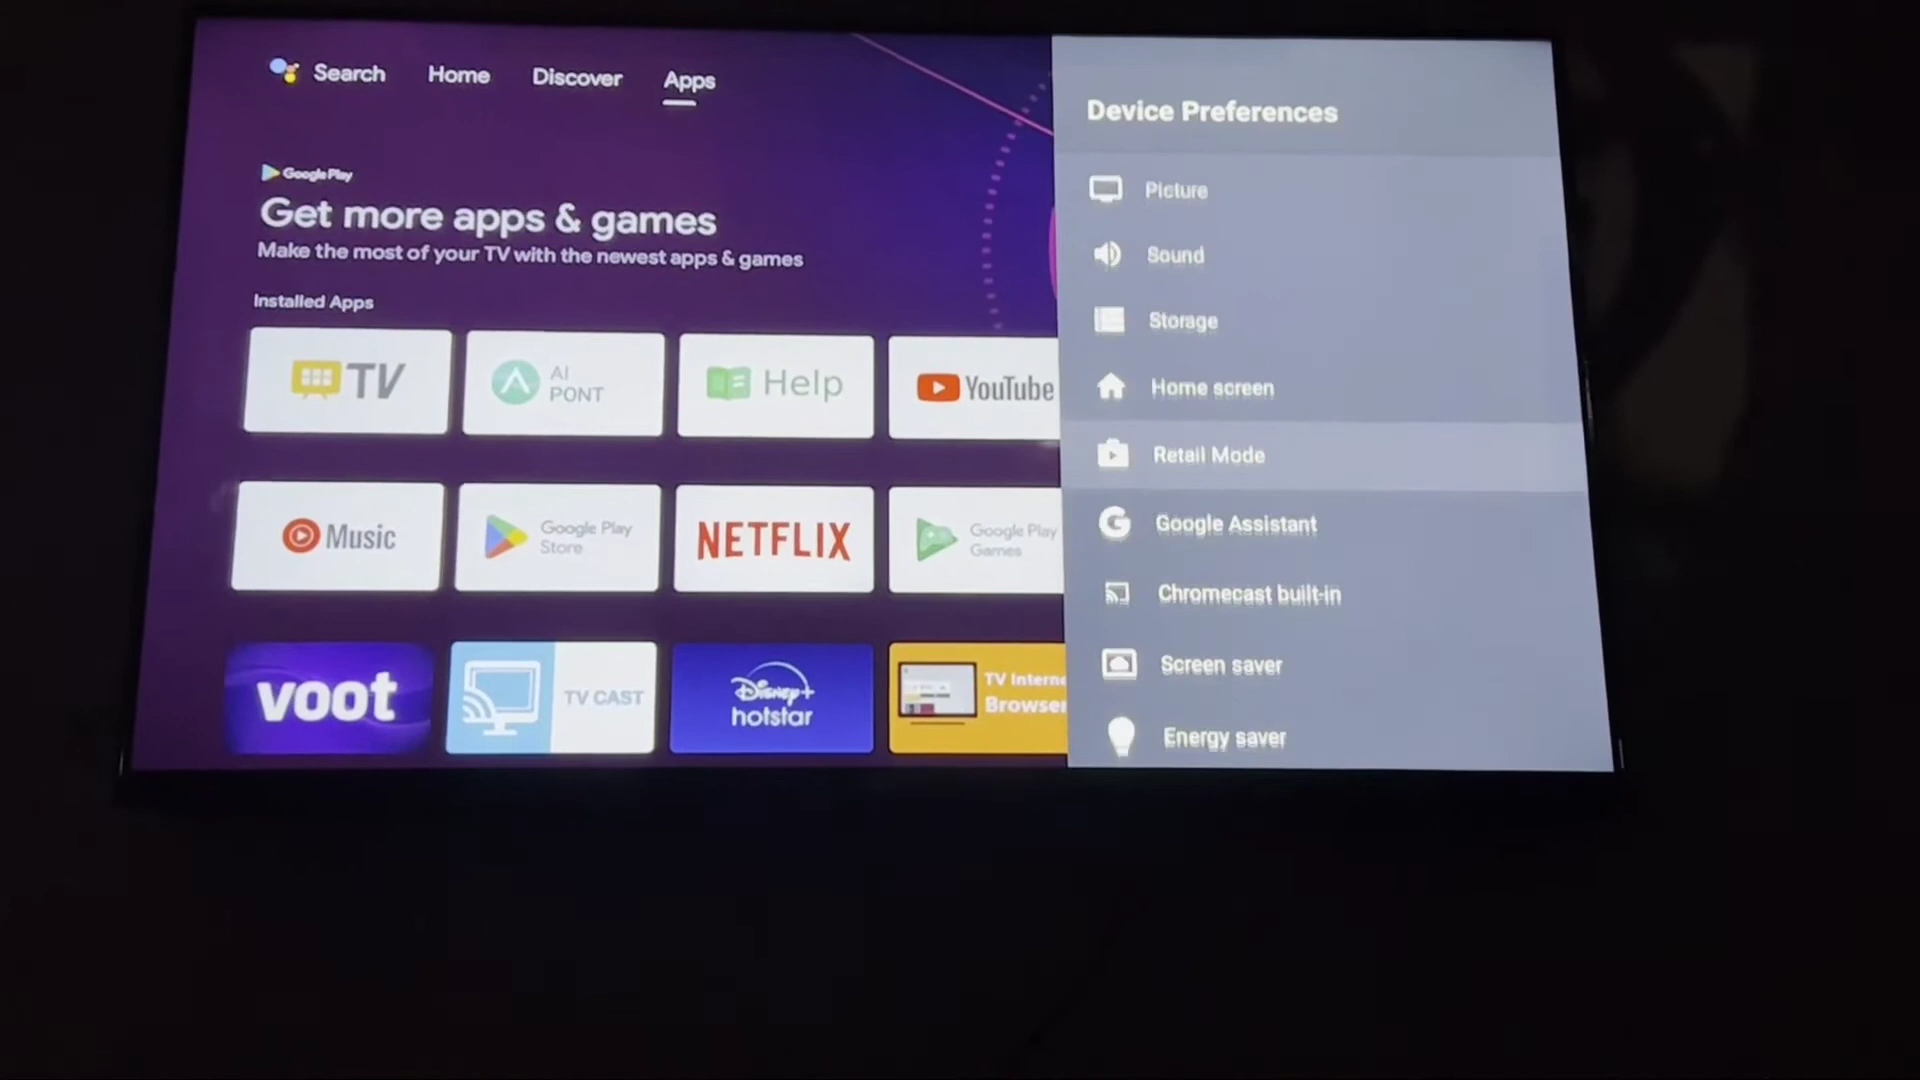 Search Home Discover Apps
Google Play
Get more apps & games
Make the most of your TV with the newest apps & games
Installed Apps
TV
AI
PONT
Help
YouTube
Music
Google Play
Store
NETFLIX
Google Play
Games
voot
TV CAST
Disney+
hotstar
TV Interne
Browser
Device Preferences
Picture
Sound
Storage
Home screen
Retail Mode
Google Assistant
Chromecast built-in
Screen saver
Energy saver